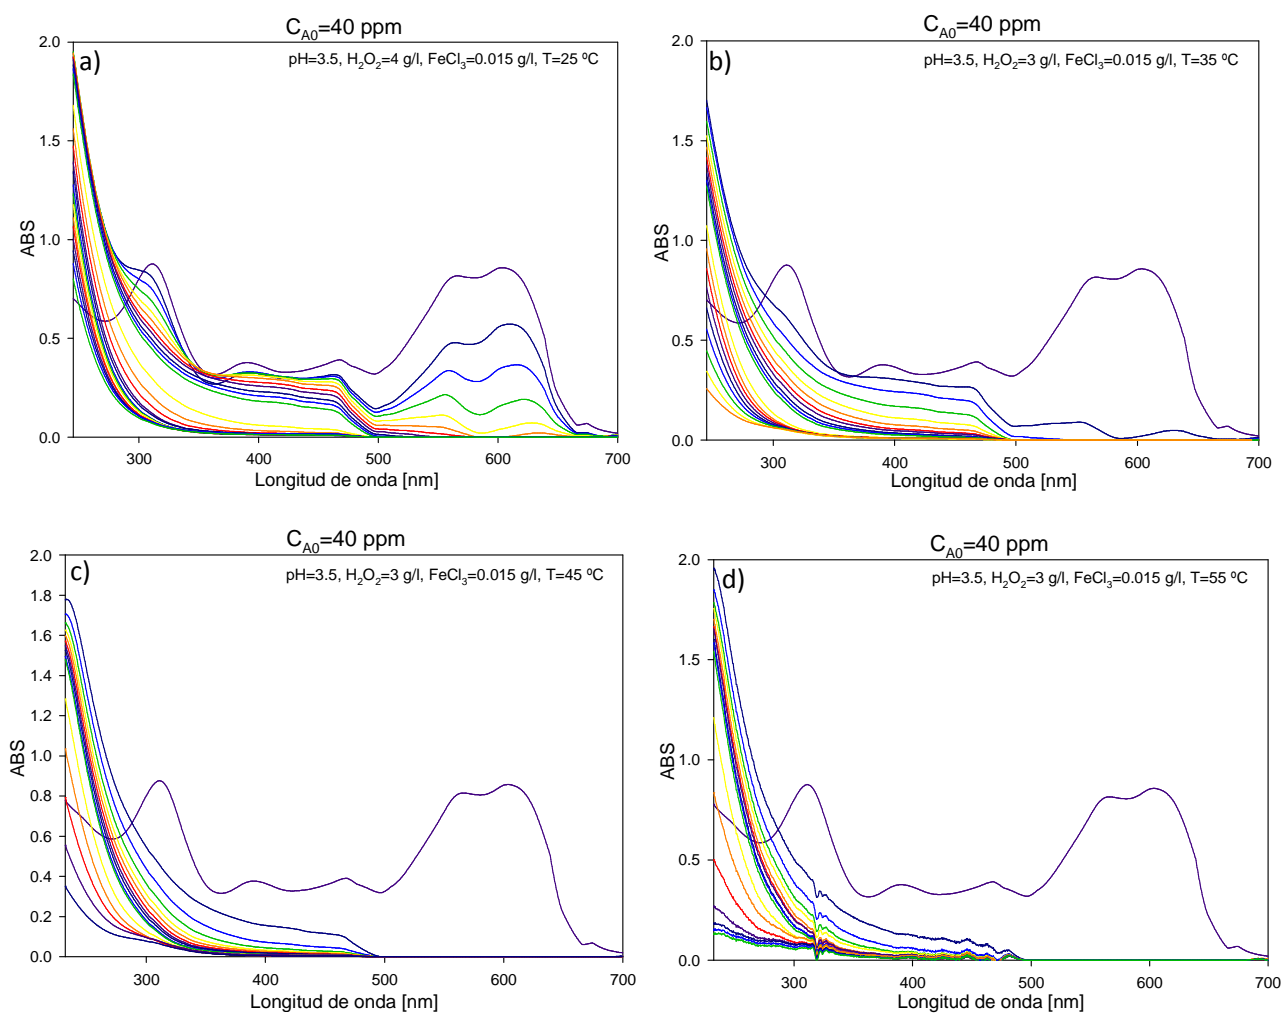 C_A0=40 ppm
a)
pH=3.5, H2O2=4 g/l, FeCl3=0.015 g/l, T=25 ºC
2.0
1.5
1.0
0.5
0.0
ABS
300 400 500 600 700
Longitud de onda [nm]
C_A0=40 ppm
b)
pH=3.5, H2O2=3 g/l, FeCl3=0.015 g/l, T=35 ºC
2.0
1.5
1.0
0.5
0.0
ABS
300 400 500 600 700
Longitud de onda [nm]
C_A0=40 ppm
c)
pH=3.5, H2O2=3 g/l, FeCl3=0.015 g/l, T=45 ºC
2.0
1.8
1.6
1.4
1.2
1.0
0.8
0.6
0.4
0.2
0.0
ABS
300 400 500 600 700
Longitud de onda [nm]
C_A0=40 ppm
d)
pH=3.5, H2O2=3 g/l, FeCl3=0.015 g/l, T=55 ºC
2.0
1.5
1.0
0.5
0.0
ABS
300 400 500 600 700
Longitud de onda [nm]